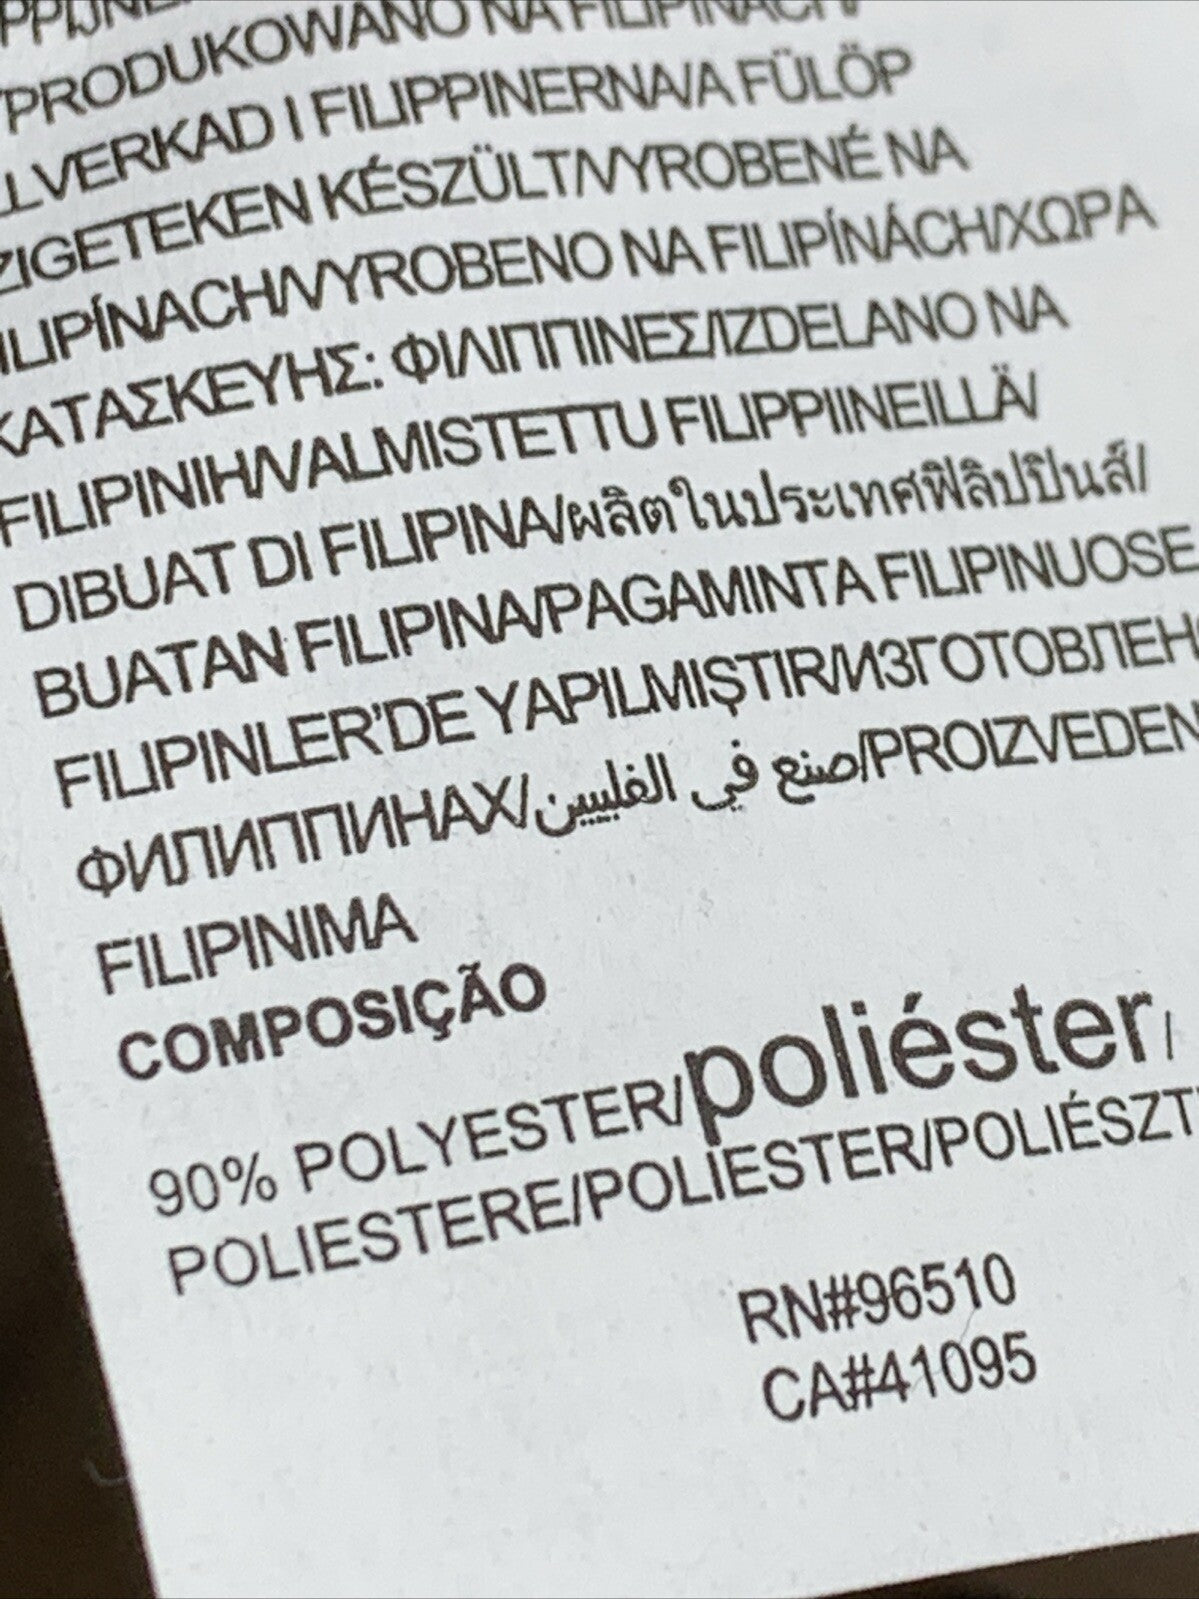 PRODUKOWANO NA FILIPINACH/
VERKAD I FILIPPINERNA/A FÜLÖP
ZIGETEKEN KÉSZÜLT/VYROBENÉ NA
ILIPÍNACH/VYROBENO NA FILIPÍNÁCH/ΧΩΡΑ
ΚΑΤΑΣΚΕΥΗΣ: ΦΙΛΙΠΠΙΝΕΣ/IZDELANO NA
FILIPINIH/VALMISTETTU FILIPPIINEILLÄ/
DIBUAT DI FILIPINA/ผลิตในประเทศฟิลิปปินส์/
BUATAN FILIPINA/PAGAMINTA FILIPINUOSE
FILIPINLER'DE YAPILMIŞTIR/ИЗГОТОВЛЕН
ФИЛИППИНАХ/صنع في الفلبين/PROIZVEDEN
FILIPINIMA
COMPOSIÇÃO
90% POLYESTER/poliéster/
POLIESTERE/POLIESTER/POLIÉSZT
RN#96510
CA#41095